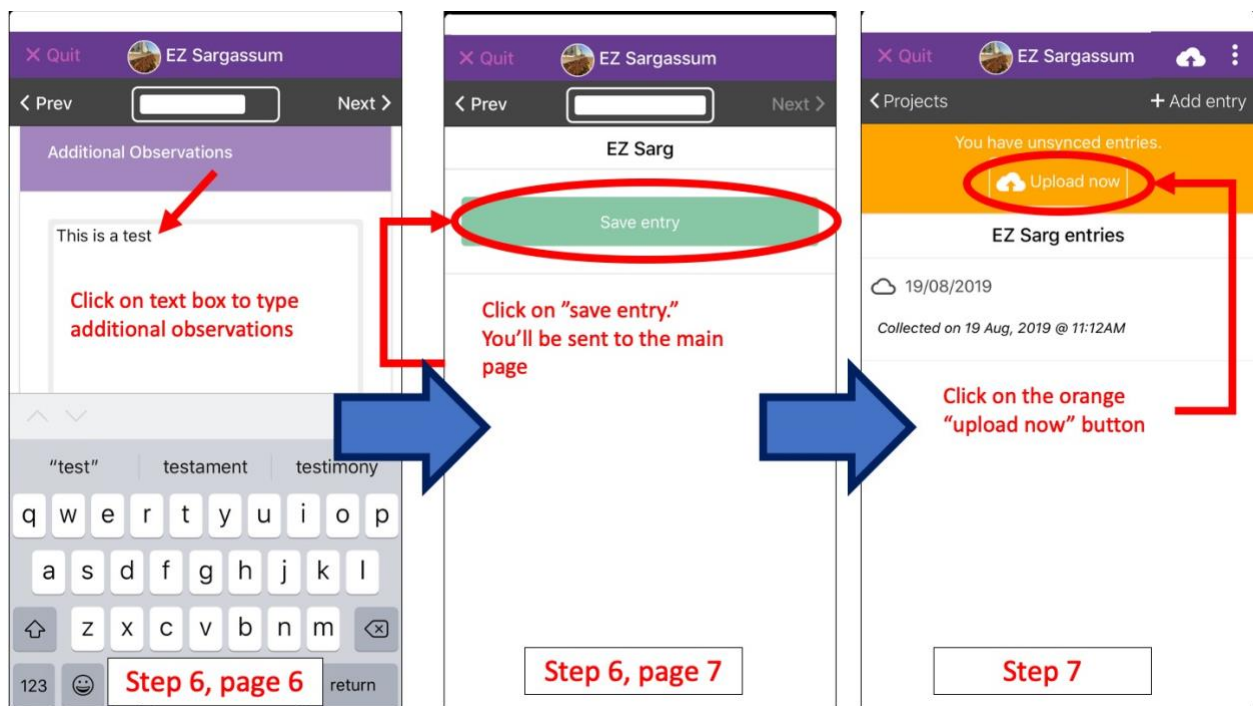 X Quit
EZ Sargassum
< Prev
Next >
Additional Observations
This is a test
Click on text box to type
additional observations
"test"
testament
testimony
q w e r t y u i o p
a s d f g h j k l
z x c v b n m
123
return
Step 6, page 6
X Quit
EZ Sargassum
< Prev
Next >
EZ Sarg
Save entry
Click on "save entry."
You'll be sent to the main
page
Step 6, page 7
X Quit
EZ Sargassum
< Projects
+ Add entry
You have unsynced entries.
Upload now
EZ Sarg entries
19/08/2019
Collected on 19 Aug, 2019 @ 11:12AM
Click on the orange
"upload now" button
Step 7